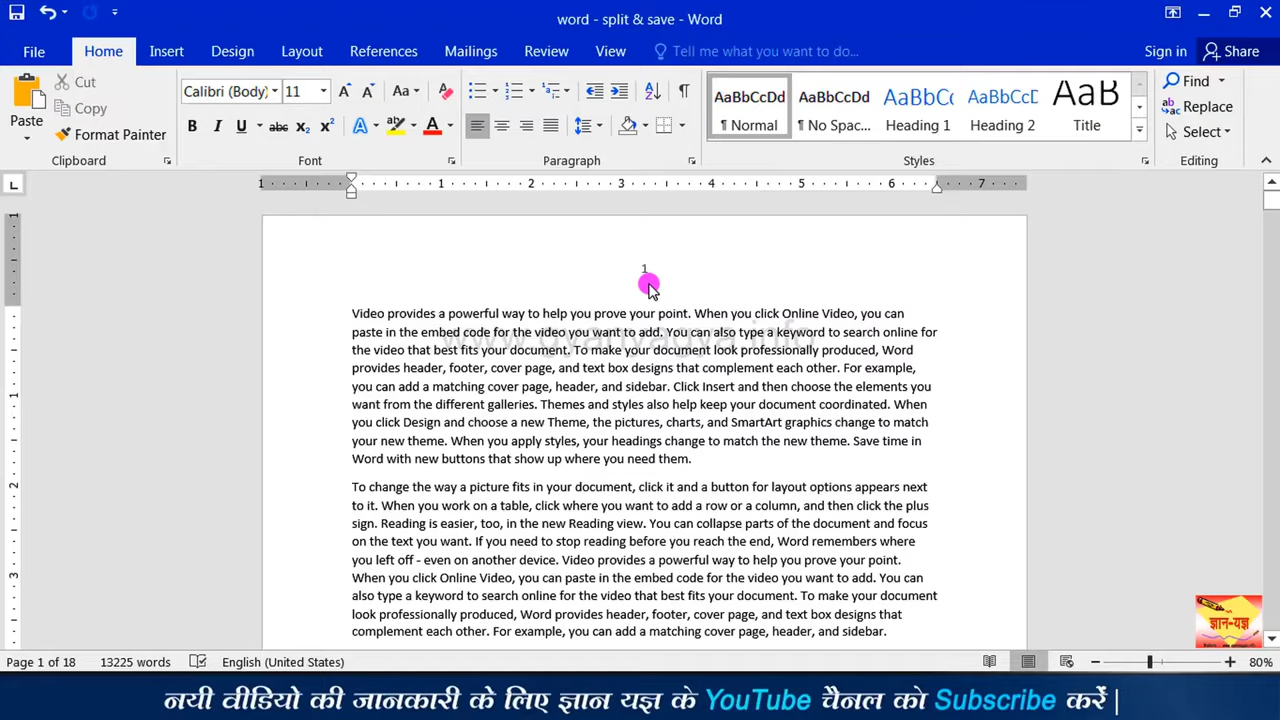 word - split & save - Word
File Home Insert Design Layout References Mailings Review View Tell me what you want to do... Sign in Share
Paste Cut Copy Format Painter
Calibri (Body) 11
AaBbCcDd AaBbCcDd AaBbCc AaBbCcD AaB
¶ Normal ¶ No Spac... Heading 1 Heading 2 Title
Find
Replace
Select
Clipboard Font Paragraph Styles Editing
1 1 2 3 4 5 6 7
1
Video provides a powerful way to help you prove your point. When you click Online Video, you can
paste in the embed code for the video you want to add. You can also type a keyword to search online for
www.gyanyagya.info
the video that best fits your document. To make your document look professionally produced, Word
provides header, footer, cover page, and text box designs that complement each other. For example,
you can add a matching cover page, header, and sidebar. Click Insert and then choose the elements you
want from the different galleries. Themes and styles also help keep your document coordinated. When
you click Design and choose a new Theme, the pictures, charts, and SmartArt graphics change to match
your new theme. When you apply styles, your headings change to match the new theme. Save time in
Word with new buttons that show up where you need them.
To change the way a picture fits in your document, click it and a button for layout options appears next
to it. When you work on a table, click where you want to add a row or a column, and then click the plus
sign. Reading is easier, too, in the new Reading view. You can collapse parts of the document and focus
on the text you want. If you need to stop reading before you reach the end, Word remembers where
you left off - even on another device. Video provides a powerful way to help you prove your point.
When you click Online Video, you can paste in the embed code for the video you want to add. You can
also type a keyword to search online for the video that best fits your document. To make your document
look professionally produced, Word provides header, footer, cover page, and text box designs that
complement each other. For example, you can add a matching cover page, header, and sidebar.
ज्ञान-यज्ञ
Page 1 of 18 13225 words English (United States) 80%
नयी वीडियो की जानकारी के लिए ज्ञान यज्ञ के YouTube चैनल को Subscribe करें |